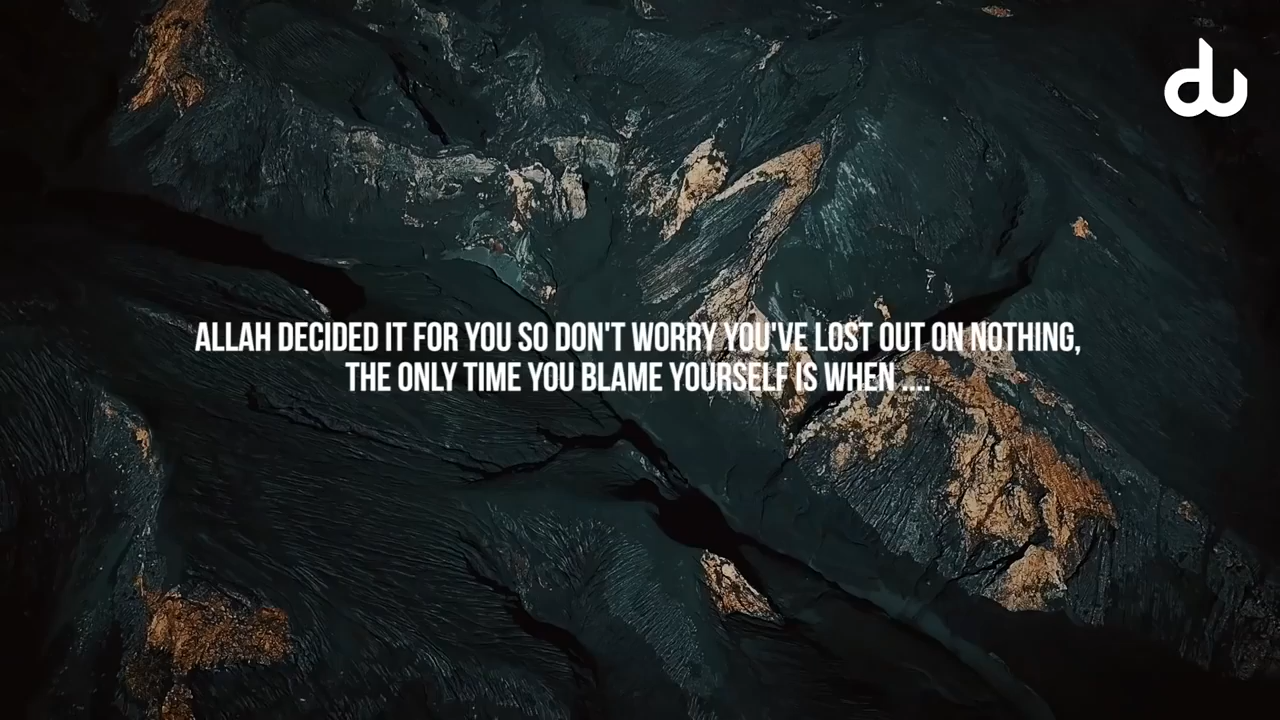 du
ALLAH DECIDED IT FOR YOU SO DON'T WORRY YOU'VE LOST OUT ON NOTHING,
THE ONLY TIME YOU BLAME YOURSELF IS WHEN ....